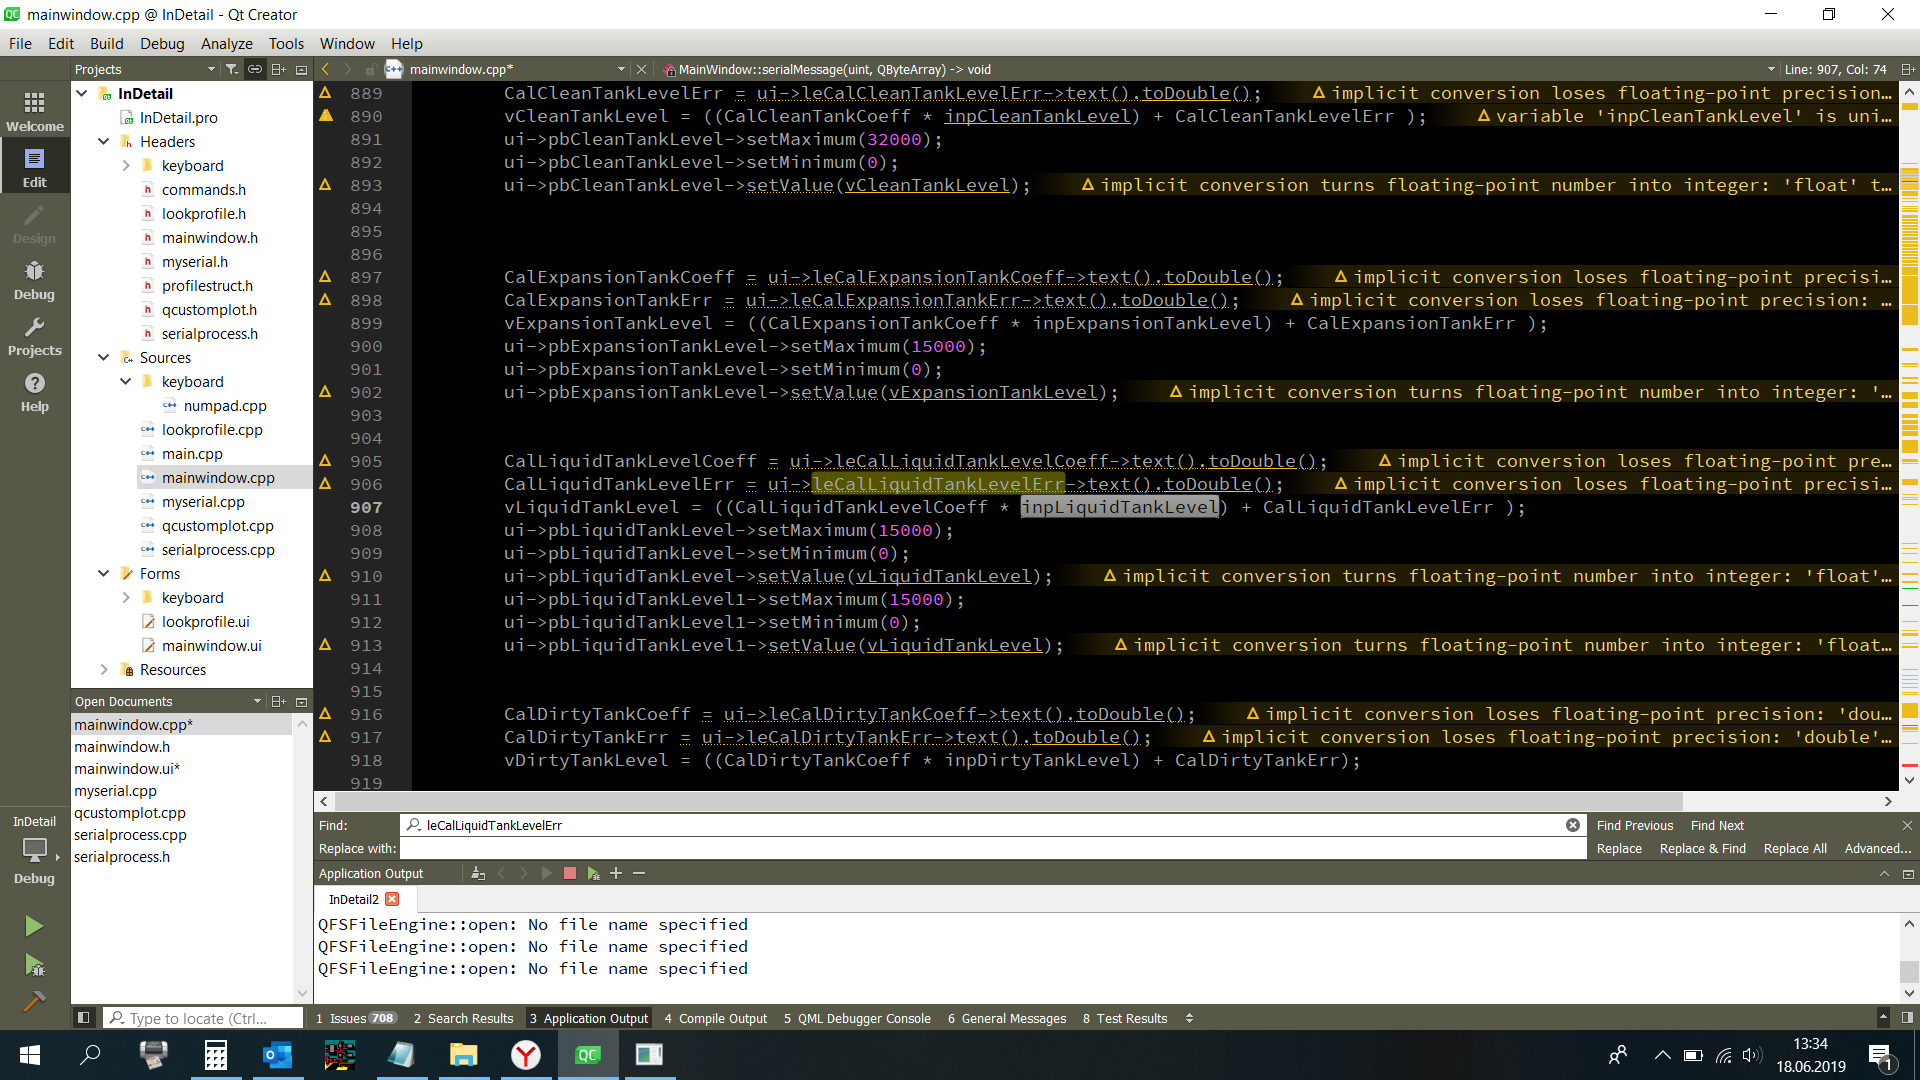 mainwindow.cpp @ InDetail - Qt Creator
File Edit Build Debug Analyze Tools Window Help
Projects
mainwindow.cpp* MainWindow::serialMessage(uint, QByteArray) -> void Line: 907, Col: 74
Welcome
Edit
Design
Debug
Projects
Help
InDetail
Debug
InDetail
InDetail.pro
Headers
keyboard
commands.h
lookprofile.h
mainwindow.h
myserial.h
profilestruct.h
qcustomplot.h
serialprocess.h
Sources
keyboard
numpad.cpp
lookprofile.cpp
main.cpp
mainwindow.cpp
myserial.cpp
qcustomplot.cpp
serialprocess.cpp
Forms
keyboard
lookprofile.ui
mainwindow.ui
Resources
Open Documents
mainwindow.cpp*
mainwindow.h
mainwindow.ui*
myserial.cpp
qcustomplot.cpp
serialprocess.cpp
serialprocess.h
889 CalCleanTankLevelErr = ui->leCalCleanTankLevelErr->text().toDouble(); implicit conversion loses floating-point precision…
890 vCleanTankLevel = ((CalCleanTankCoeff * inpCleanTankLevel) + CalCleanTankLevelErr ); variable 'inpCleanTankLevel' is uni…
891 ui->pbCleanTankLevel->setMaximum(32000);
892 ui->pbCleanTankLevel->setMinimum(0);
893 ui->pbCleanTankLevel->setValue(vCleanTankLevel); implicit conversion turns floating-point number into integer: 'float' t…
894
895
896
897 CalExpansionTankCoeff = ui->leCalExpansionTankCoeff->text().toDouble(); implicit conversion loses floating-point precisi…
898 CalExpansionTankErr = ui->leCalExpansionTankErr->text().toDouble(); implicit conversion loses floating-point precision: …
899 vExpansionTankLevel = ((CalExpansionTankCoeff * inpExpansionTankLevel) + CalExpansionTankErr );
900 ui->pbExpansionTankLevel->setMaximum(15000);
901 ui->pbExpansionTankLevel->setMinimum(0);
902 ui->pbExpansionTankLevel->setValue(vExpansionTankLevel); implicit conversion turns floating-point number into integer: '…
903
904
905 CalLiquidTankLevelCoeff = ui->leCalLiquidTankLevelCoeff->text().toDouble(); implicit conversion loses floating-point pre…
906 CalLiquidTankLevelErr = ui->leCalLiquidTankLevelErr->text().toDouble(); implicit conversion loses floating-point precisi…
907 vLiquidTankLevel = ((CalLiquidTankLevelCoeff * inpLiquidTankLevel) + CalLiquidTankLevelErr );
908 ui->pbLiquidTankLevel->setMaximum(15000);
909 ui->pbLiquidTankLevel->setMinimum(0);
910 ui->pbLiquidTankLevel->setValue(vLiquidTankLevel); implicit conversion turns floating-point number into integer: 'float'…
911 ui->pbLiquidTankLevel1->setMaximum(15000);
912 ui->pbLiquidTankLevel1->setMinimum(0);
913 ui->pbLiquidTankLevel1->setValue(vLiquidTankLevel); implicit conversion turns floating-point number into integer: 'float…
914
915
916 CalDirtyTankCoeff = ui->leCalDirtyTankCoeff->text().toDouble(); implicit conversion loses floating-point precision: 'dou…
917 CalDirtyTankErr = ui->leCalDirtyTankErr->text().toDouble(); implicit conversion loses floating-point precision: 'double'…
918 vDirtyTankLevel = ((CalDirtyTankCoeff * inpDirtyTankLevel) + CalDirtyTankErr);
919
Find: leCalLiquidTankLevelErr Find Previous Find Next
Replace with: Replace Replace & Find Replace All Advanced...
Application Output
InDetail2
QFSFileEngine::open: No file name specified
QFSFileEngine::open: No file name specified
QFSFileEngine::open: No file name specified
Type to locate (Ctrl... 1 Issues 708 2 Search Results 3 Application Output 4 Compile Output 5 QML Debugger Console 6 General Messages 8 Test Results
13:34
18.06.2019
1